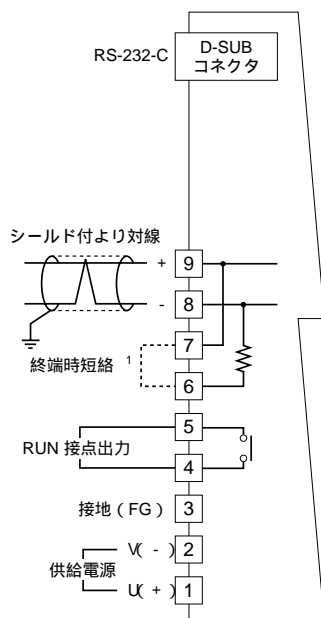 RS-232-C
D-SUB
コネクタ
シールド付より対線
+
9
-
8
7
終端時短絡 1
6
5
RUN 接点出力
4
接地(FG)
3
V( - )
2
供給電源
U( + )
1